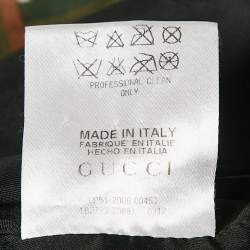 PROFESSIONAL CLEAN
ONLY
MADE IN ITALY
FABRIQUÉ EN ITALIE
HECHO EN ITALIA
GUCCI